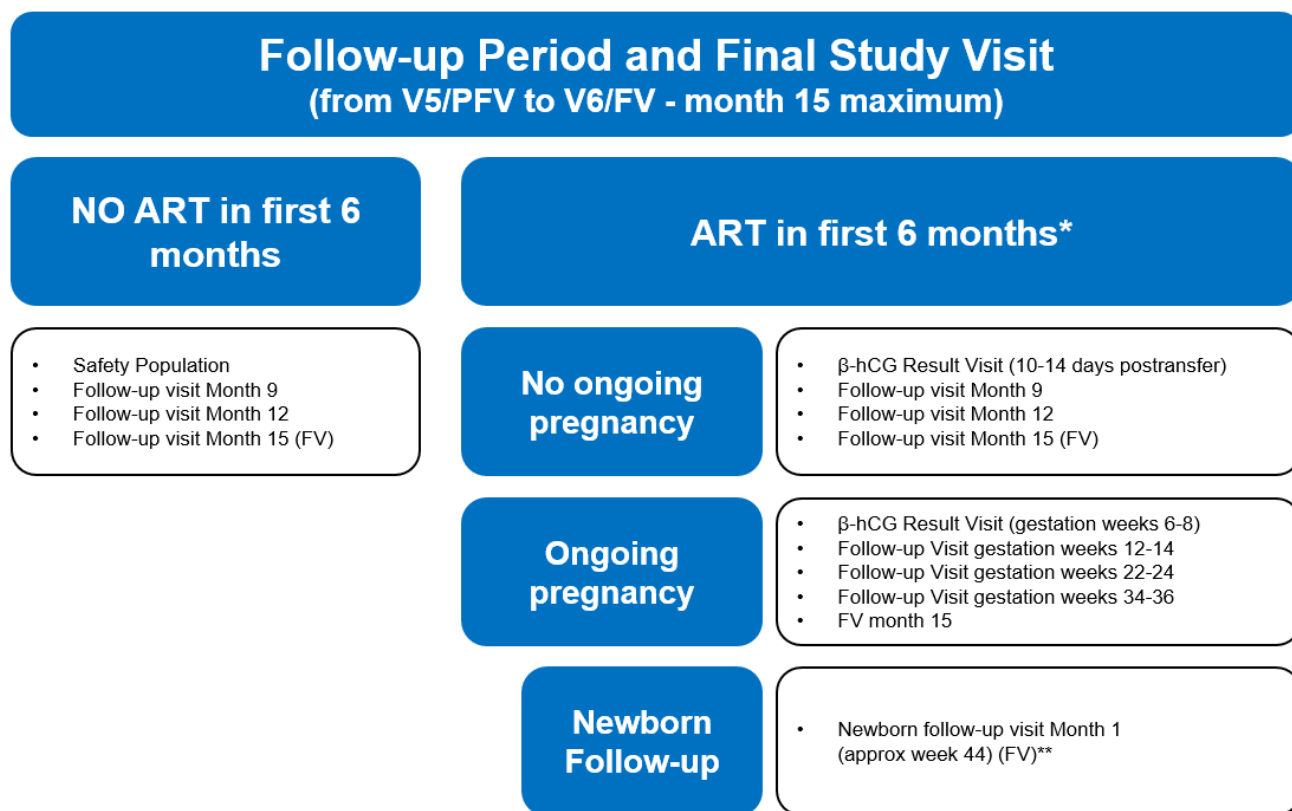 Follow-up Period and Final Study Visit
(from V5/PFV to V6/FV - month 15 maximum)
NO ART in first 6
months
ART in first 6 months*
• Safety Population
• Follow-up visit Month 9
• Follow-up visit Month 12
• Follow-up visit Month 15 (FV)
No ongoing
pregnancy
• β-hCG Result Visit (10-14 days postransfer)
• Follow-up visit Month 9
• Follow-up visit Month 12
• Follow-up visit Month 15 (FV)
Ongoing
pregnancy
• β-hCG Result Visit (gestation weeks 6-8)
• Follow-up Visit gestation weeks 12-14
• Follow-up Visit gestation weeks 22-24
• Follow-up Visit gestation weeks 34-36
• FV month 15
Newborn
Follow-up
• Newborn follow-up visit Month 1
(approx week 44) (FV)**